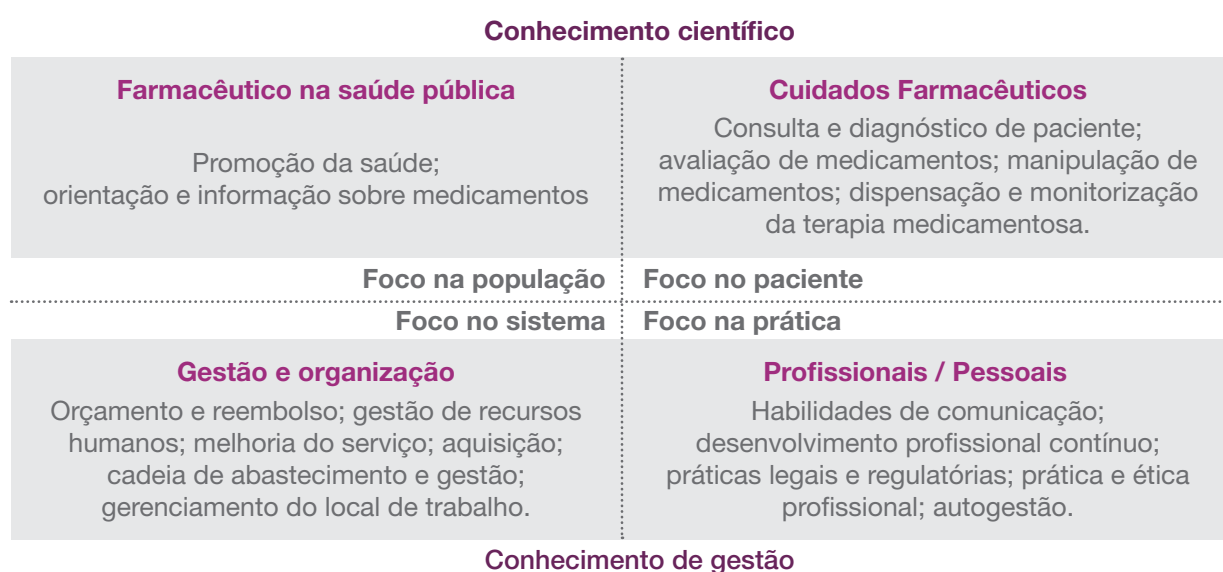 Conhecimento científico
Farmacêutico na saúde pública
Promoção da saúde;
orientação e informação sobre medicamentos
Cuidados Farmacêuticos
Consulta e diagnóstico de paciente;
avaliação de medicamentos; manipulação de
medicamentos; dispensação e monitorização
da terapia medicamentosa.
Foco na população
Foco no paciente
Foco no sistema
Foco na prática
Gestão e organização
Orçamento e reembolso; gestão de recursos
humanos; melhoria do serviço; aquisição;
cadeia de abastecimento e gestão;
gerenciamento do local de trabalho.
Profissionais / Pessoais
Habilidades de comunicação;
desenvolvimento profissional contínuo;
práticas legais e regulatórias; prática e ética
profissional; autogestão.
Conhecimento de gestão